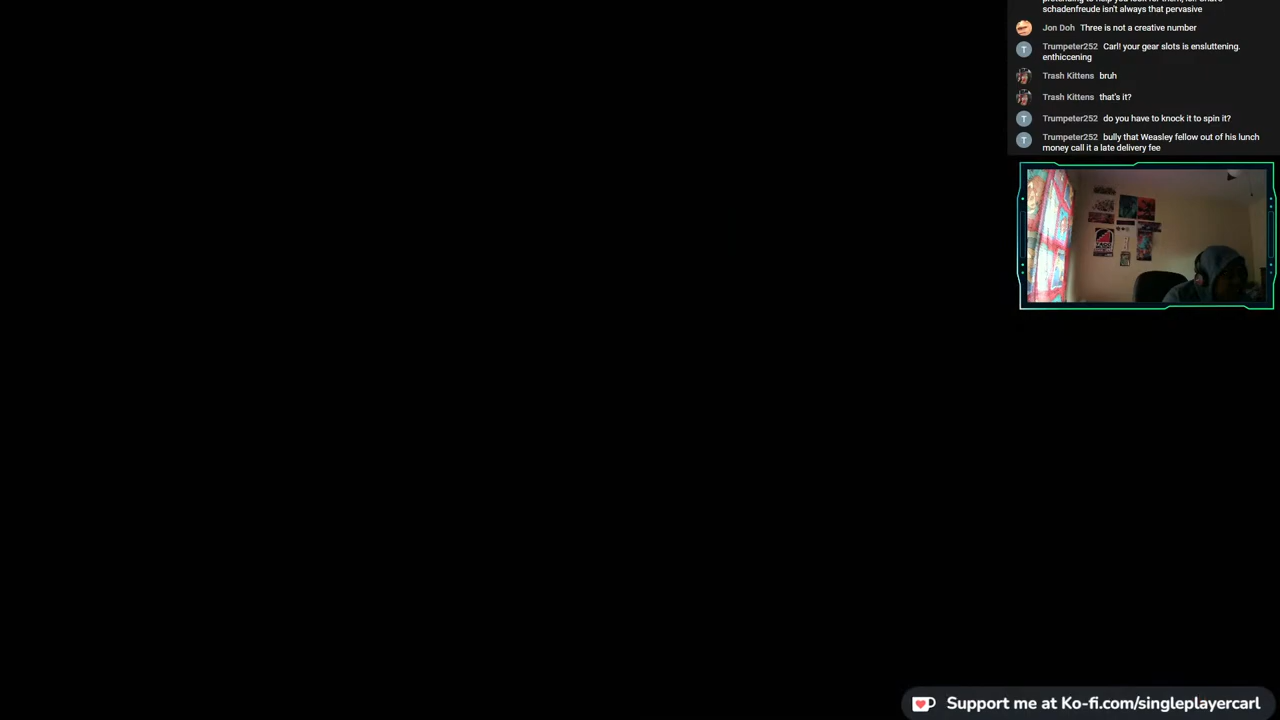 schadenfreude isn't always that pervasive
Jon Doh Three is not a creative number
Trumpeter252 Carl! your gear slots is ensluttening.
enthiccening
Trash Kittens bruh
Trash Kittens that's it?
T Trumpeter252 do you have to knock it to spin it?
T Trumpeter252 bully that Weasley fellow out of his lunch
money call it a late delivery fee
Support me at Ko-fi.com/singleplayercarl